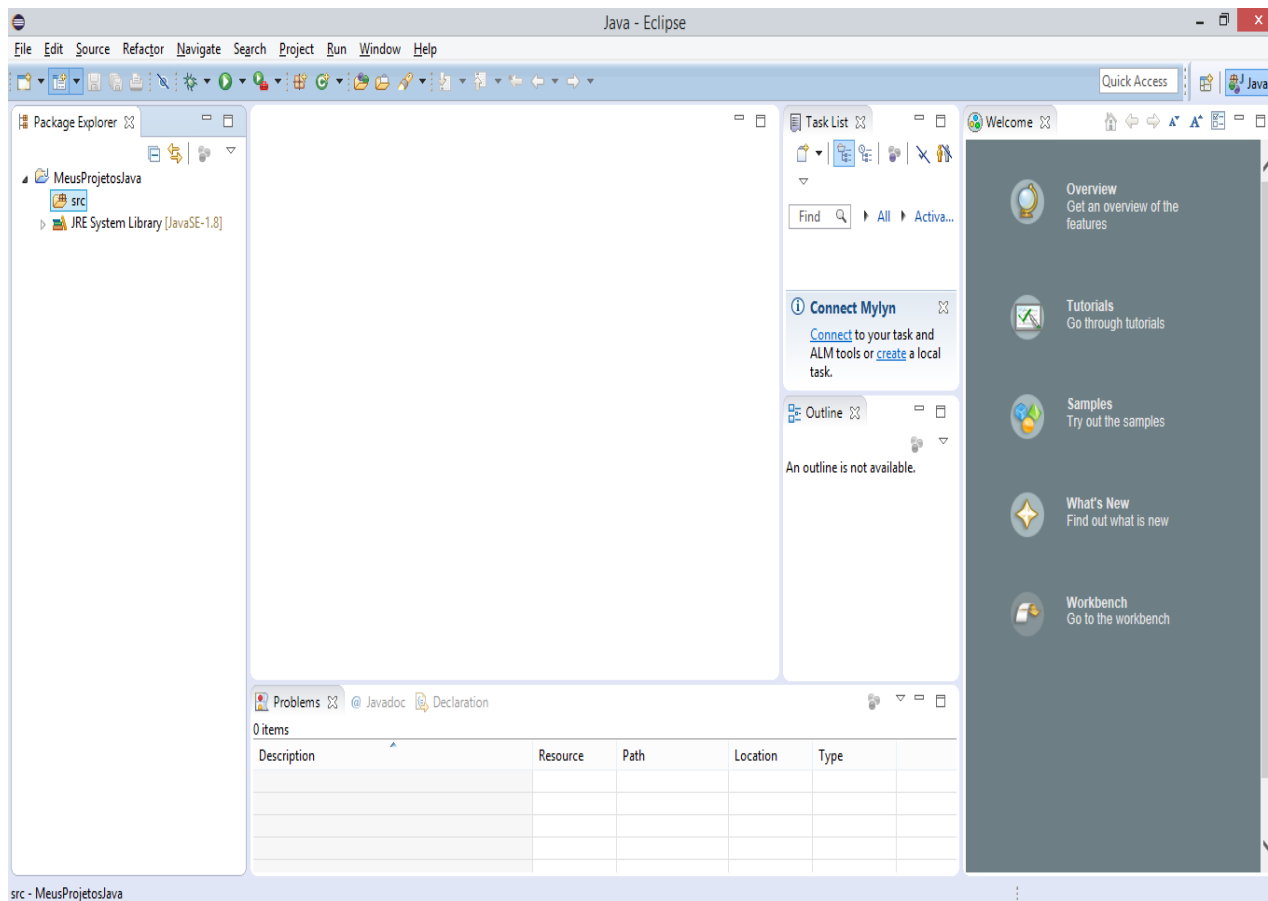 Java - Eclipse
File Edit Source Refactor Navigate Search Project Run Window Help
Quick Access
Java
Package Explorer
MeusProjetosJava
src
JRE System Library [JavaSE-1.8]
Task List
Find
All
Activa...
Connect Mylyn
Connect to your task and
ALM tools or create a local
task.
Outline
An outline is not available.
Welcome
Overview
Get an overview of the
features
Tutorials
Go through tutorials
Samples
Try out the samples
What's New
Find out what is new
Workbench
Go to the workbench
Problems @ Javadoc Declaration
0 items
Description Resource Path Location Type
src - MeusProjetosJava